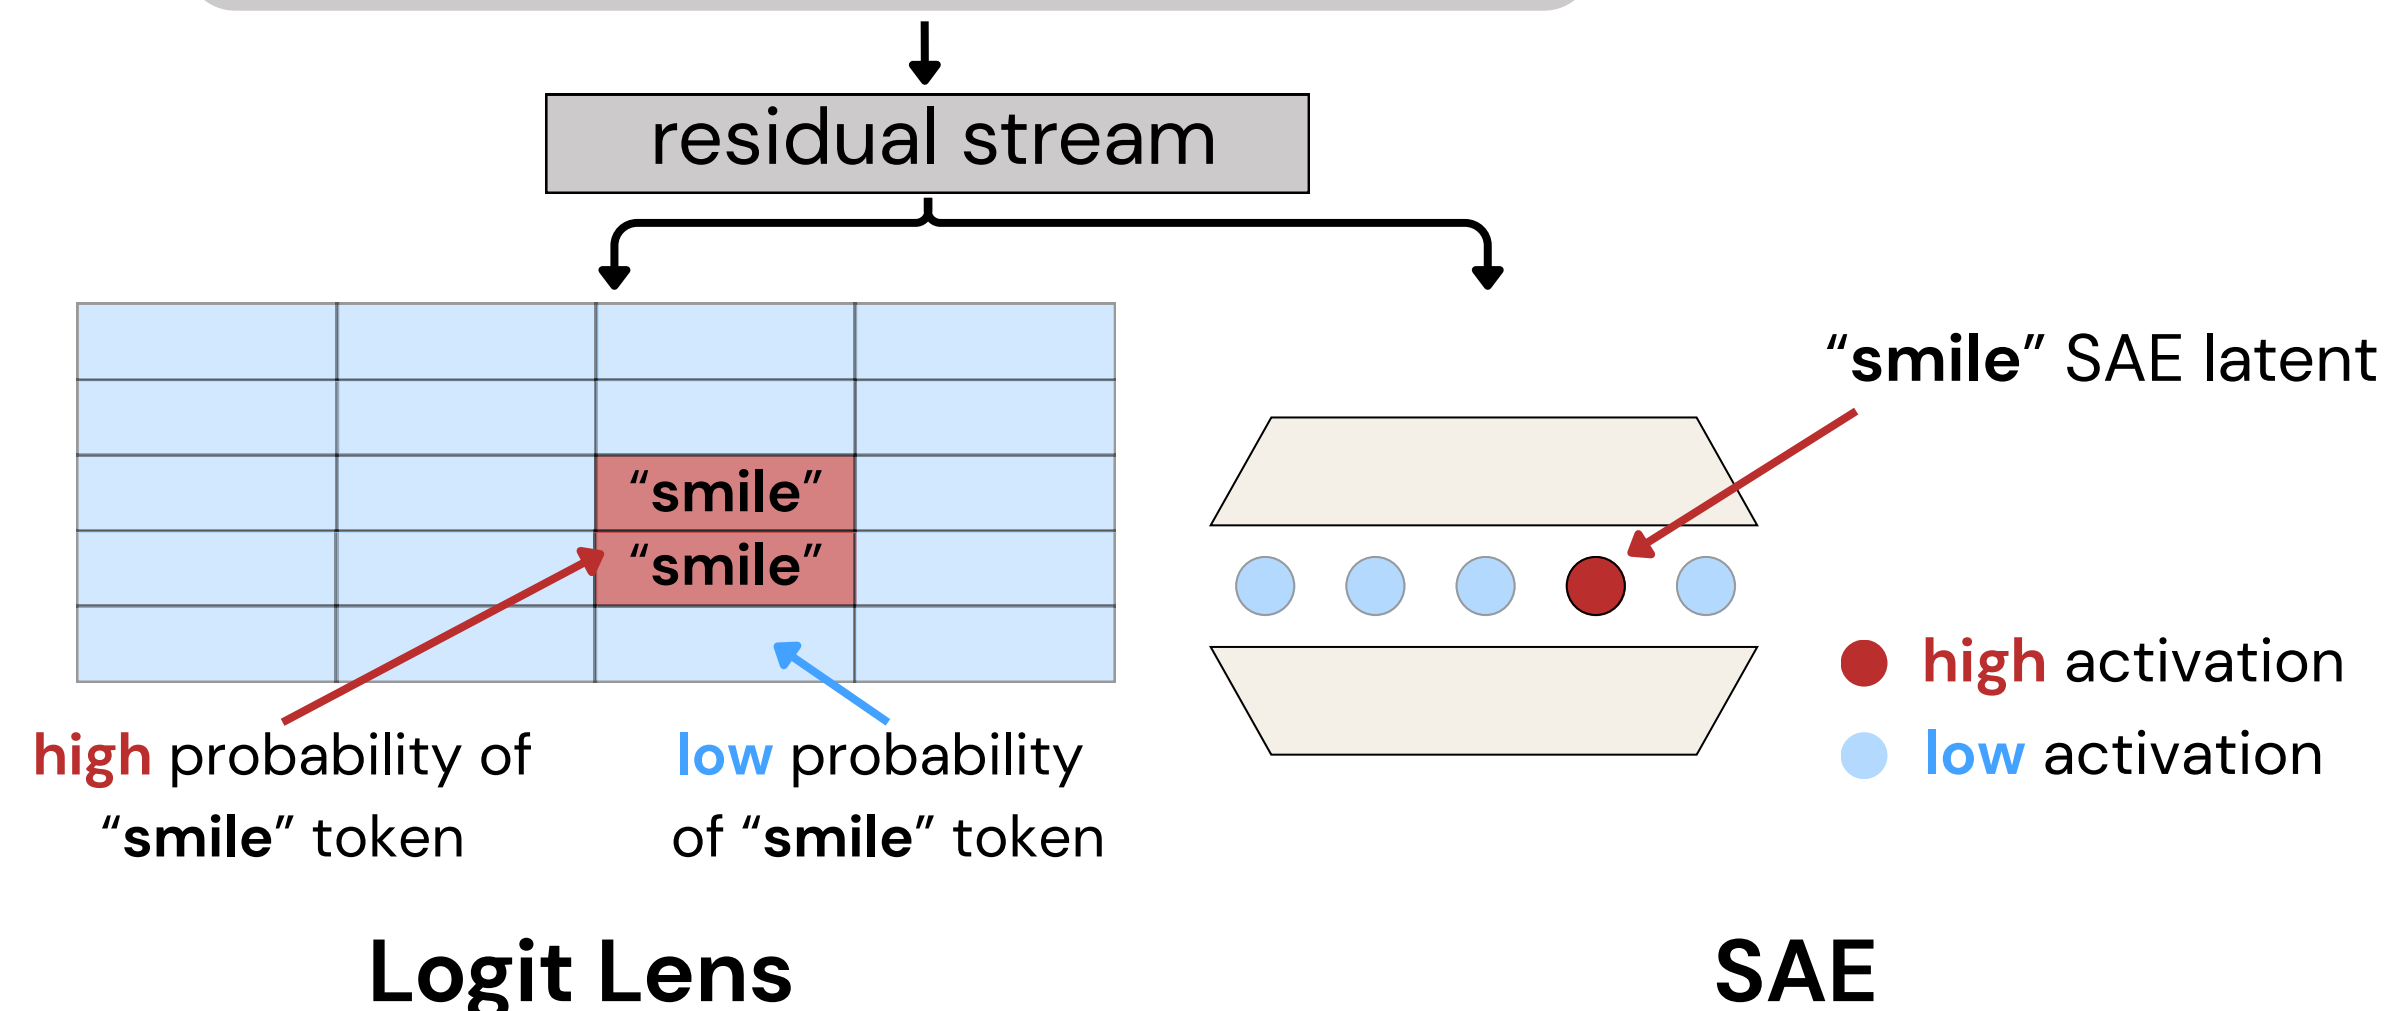 residual stream
“smile”
“smile”
high probability of
“smile” token
low probability
of “smile” token
Logit Lens
“smile” SAE latent
high activation
low activation
SAE